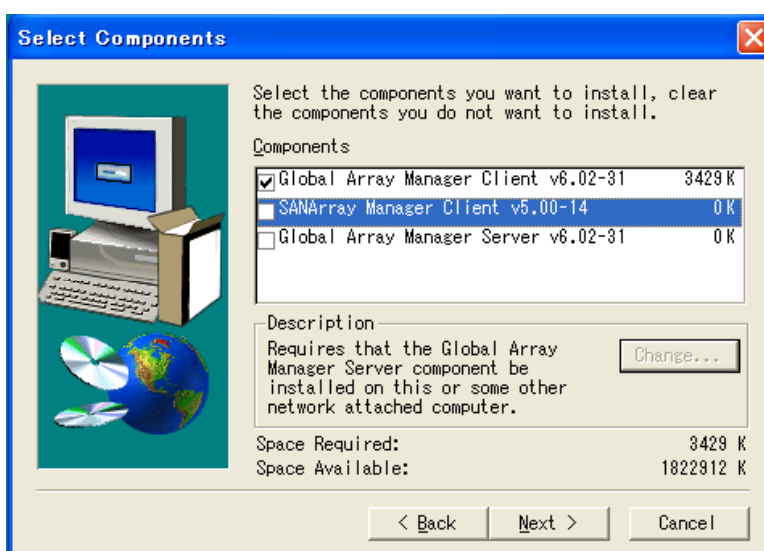 Select Components
Select the components you want to install, clear
the components you do not want to install.
Components
Global Array Manager Client v6.02-31 3429 K
SANArray Manager Client v5.00-14 0 K
Global Array Manager Server v6.02-31 0 K
Description
Requires that the Global Array
Manager Server component be
installed on this or some other
network attached computer.
Change...
Space Required: 3429 K
Space Available: 1822912 K
< Back Next > Cancel